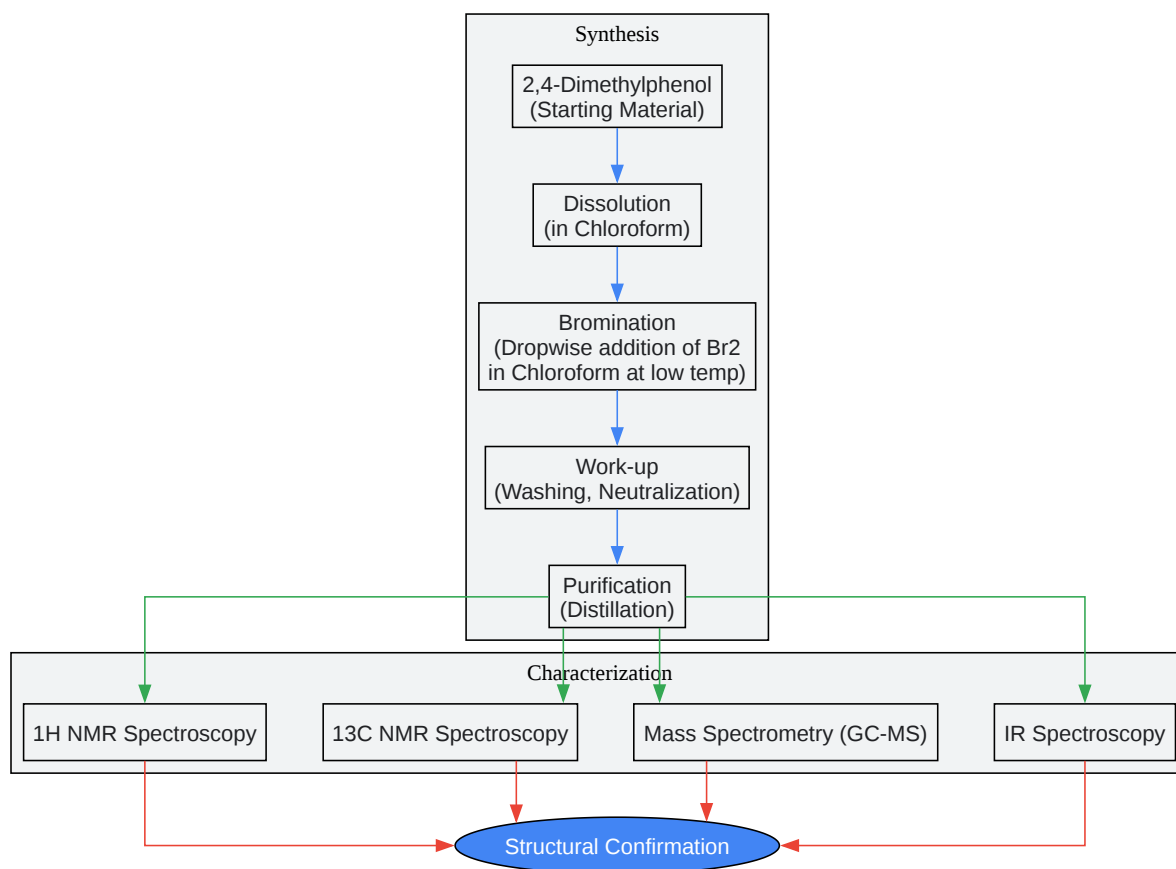 Synthesis
2,4-Dimethylphenol
(Starting Material)
Dissolution
(in Chloroform)
Bromination
(Dropwise addition of Br2
in Chloroform at low temp)
Work-up
(Washing, Neutralization)
Purification
(Distillation)
Characterization
1H NMR Spectroscopy
13C NMR Spectroscopy
Mass Spectrometry (GC-MS)
IR Spectroscopy
Structural Confirmation